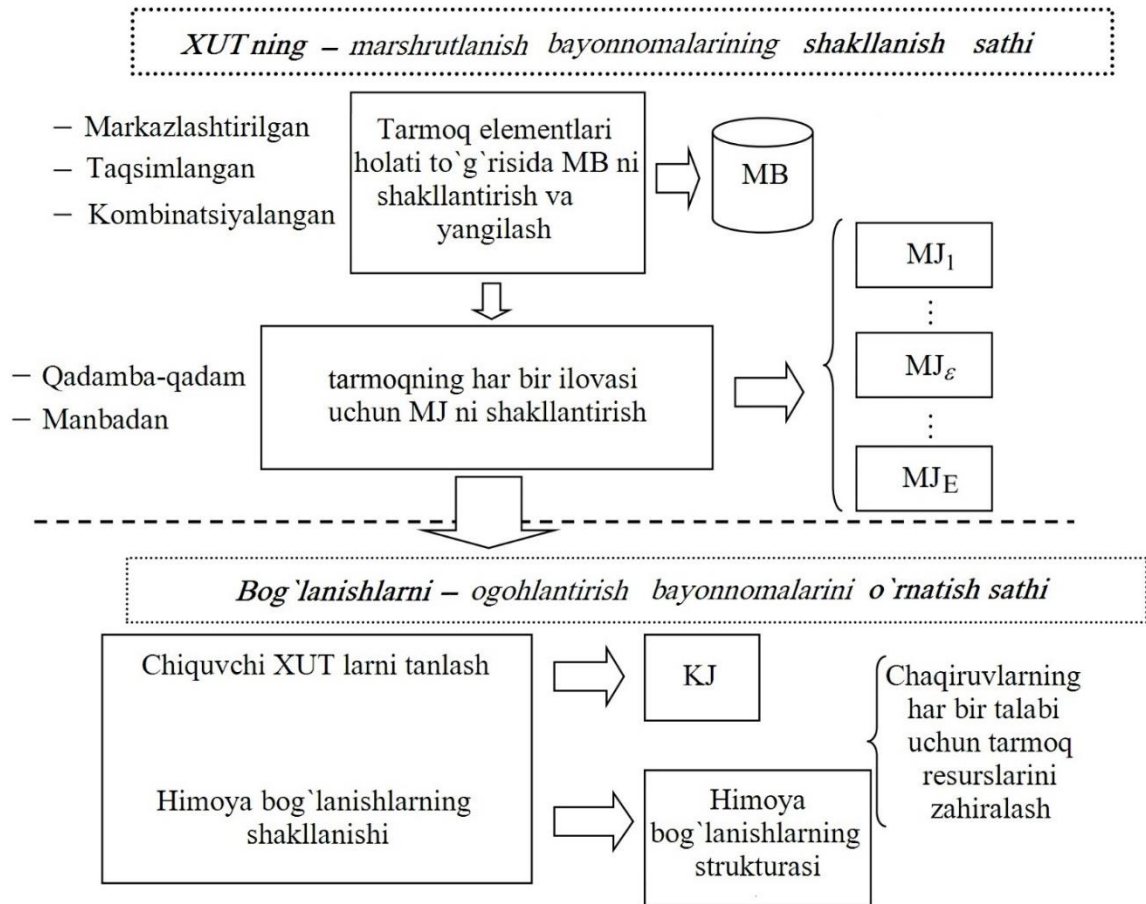 XUT ning – marshrutlanish bayonnomalarining shakllanish sathi
– Markazlashtirilgan
– Taqsimlangan
– Kombinatsiyalangan
Tarmoq elementlari
holati to`g`risida MB ni
shakllantirish va
yangilash
MB
– Qadamba-qadam
– Manbadan
tarmoqning har bir ilovasi
uchun MJ ni shakllantirish
MJ₁
⋮
MJ_ε
⋮
MJ_E
Bog`lanishlarni – ogohlantirish bayonnomalarini o`rnatish sathi
Chiquvchi XUT larni tanlash
KJ
Himoya bog`lanishlarning
shakllanishi
Himoya
bog`lanishlarning
strukturasi
Chaqiruvlarning
har bir talabi
uchun tarmoq
resurslarini
zahiralash